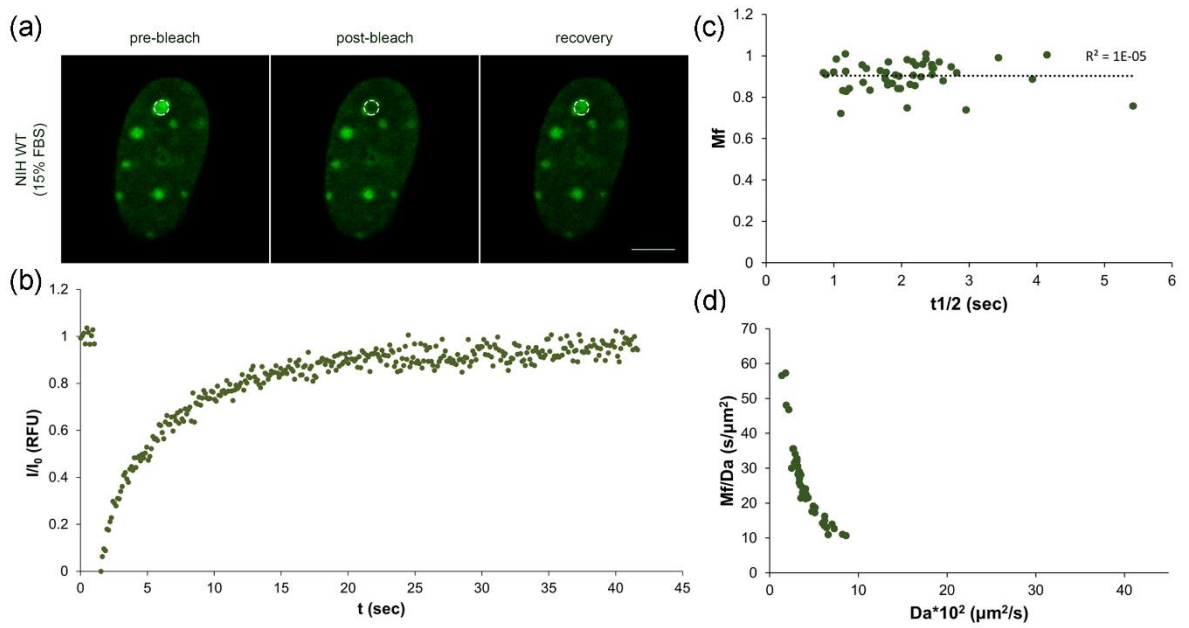 (a)
pre-bleach post-bleach recovery
NIH WT
(15% FBS)
(b)
1.2
1
0.8
0.6
0.4
0.2
0
I/I₀ (RFU)
0 5 10 15 20 25 30 35 40 45
t (sec)
(c)
1.2
1
0.8
0.6
0.4
0.2
0
Mf
R² = 1E-05
0 1 2 3 4 5 6
t1/2 (sec)
(d)
70
60
50
40
30
20
10
0
Mf/Da (s/µm²)
0 10 20 30 40
Da*10² (µm²/s)